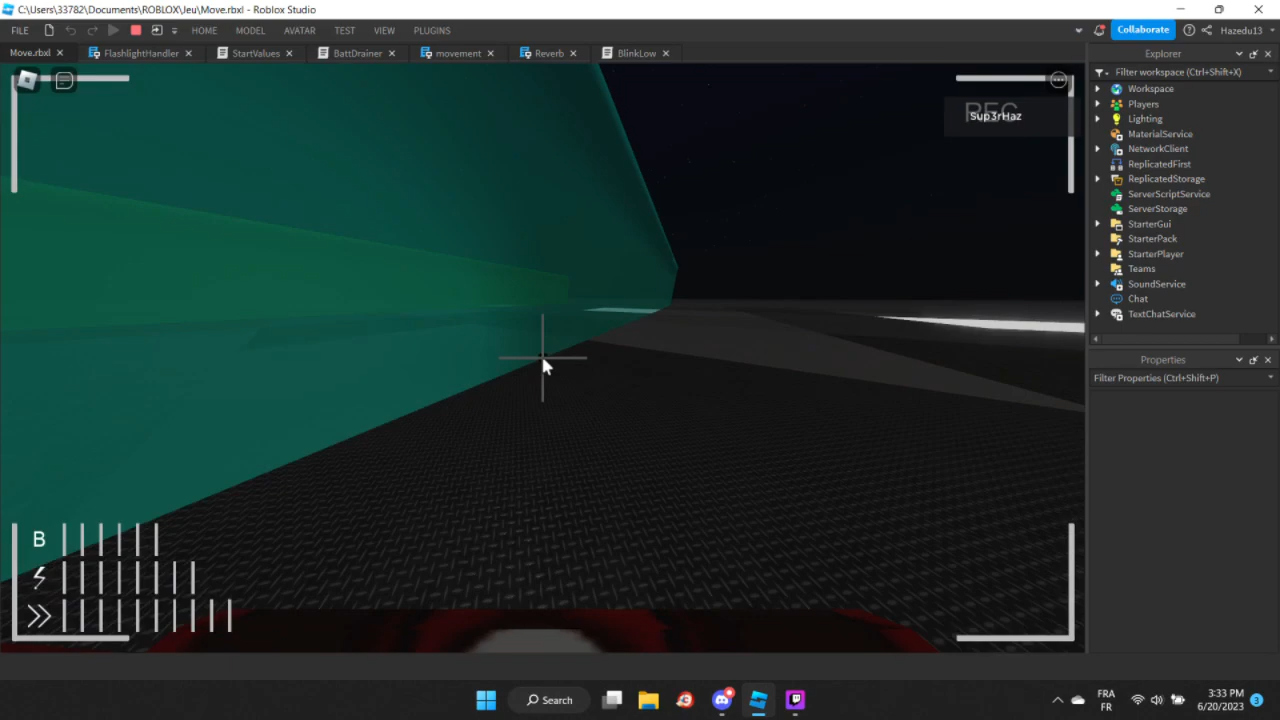 C:\Users\33782\Documents\ROBLOX\Jeu\Move.rbxl - Roblox Studio
FILE HOME MODEL AVATAR TEST VIEW PLUGINS Collaborate Hazedu13
Move.rbxl FlashlightHandler StartValues BattDrainer movement Reverb BlinkLow
Explorer
Filter workspace (Ctrl+Shift+X)
Workspace
Players
Lighting
MaterialService
NetworkClient
ReplicatedFirst
ReplicatedStorage
ServerScriptService
ServerStorage
StarterGui
StarterPack
StarterPlayer
Teams
SoundService
Chat
TextChatService
Properties
Filter Properties (Ctrl+Shift+P)
REC
Sup3rHaz
B
Search
FRA
FR
3:33 PM
6/20/2023
3